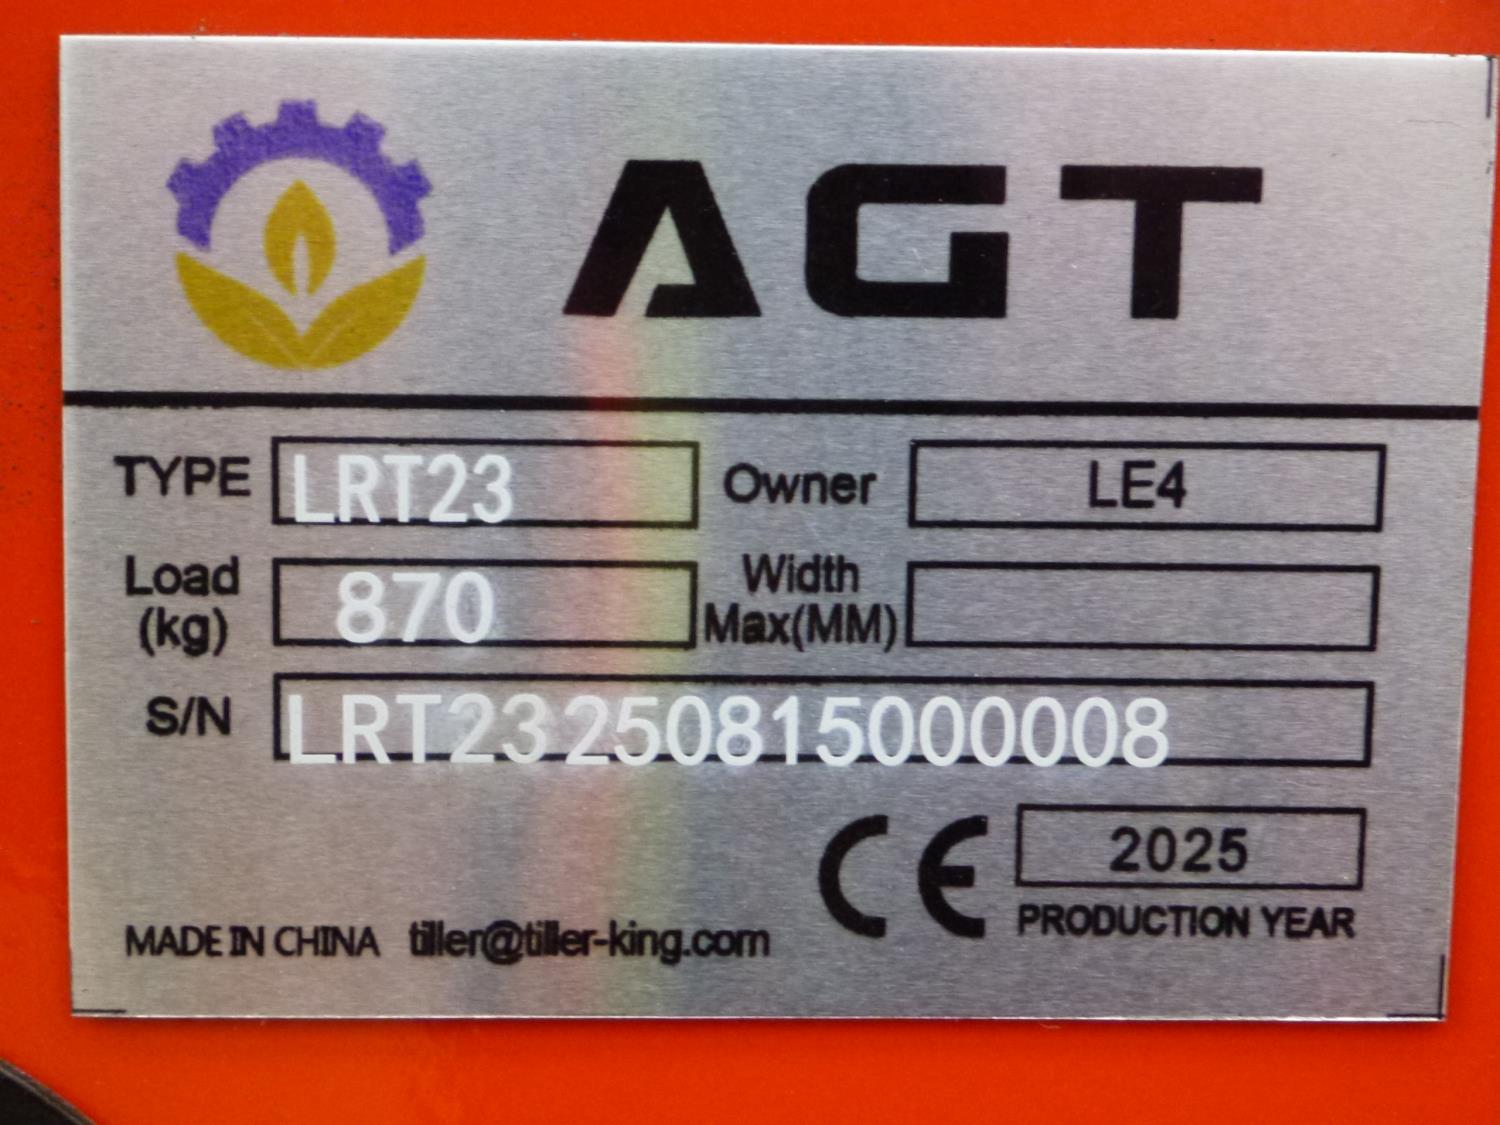 AGT
TYPE LRT23 Owner LE4
Load (kg) 870 Width Max(MM)
S/N LRT23250815000008
CE 2025
PRODUCTION YEAR
MADE IN CHINA tiller@tiller-king.com